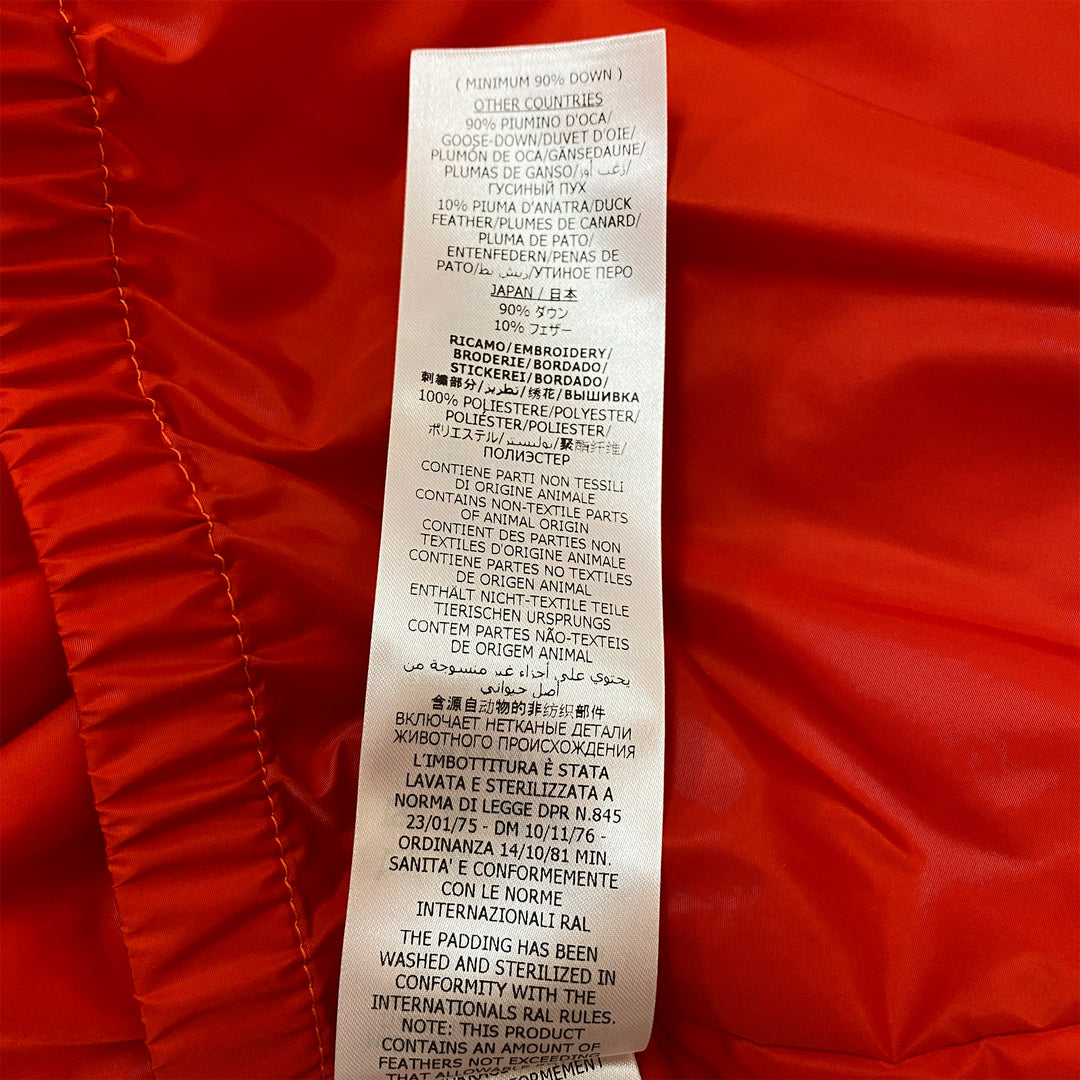 ( MINIMUM 90% DOWN )
OTHER COUNTRIES
90% PIUMINO D'OCA/
GOOSE-DOWN/DUVET D'OIE/
PLUMÓN DE OCA/GÄNSEDAUNE/
PLUMAS DE GANSO/زغب أوز/
ГУСИНЫЙ ПУХ
10% PIUMA D'ANATRA/DUCK
FEATHER/PLUMES DE CANARD/
PLUMA DE PATO/
ENTENFEDERN/PENAS DE
PATO/ريش بط/УТИНОЕ ПЕРО
JAPAN / 日本
90% ダウン
10% フェザー
RICAMO/EMBROIDERY/
BRODERIE/BORDADO/
STICKEREI/BORDADO/
刺繍部分/تطريز/绣花/ВЫШИВКА
100% POLIESTERE/POLYESTER/
POLIÉSTER/POLIESTER/
ポリエステル/بوليستر/聚酯纤维/
ПОЛИЭСТЕР
CONTIENE PARTI NON TESSILI
DI ORIGINE ANIMALE
CONTAINS NON-TEXTILE PARTS
OF ANIMAL ORIGIN
CONTIENT DES PARTIES NON
TEXTILES D'ORIGINE ANIMALE
CONTIENE PARTES NO TEXTILES
DE ORIGEN ANIMAL
ENTHÄLT NICHT-TEXTILE TEILE
TIERISCHEN URSPRUNGS
CONTEM PARTES NÃO-TEXTEIS
DE ORIGEM ANIMAL
يحتوي على أجزاء غير منسوجة من
أصل حيواني
含源自动物的非纺织部件
ВКЛЮЧАЕТ НЕТКАНЫЕ ДЕТАЛИ
ЖИВОТНОГО ПРОИСХОЖДЕНИЯ
L'IMBOTTITURA È STATA
LAVATA E STERILIZZATA A
NORMA DI LEGGE DPR N.845
23/01/75 - DM 10/11/76 -
ORDINANZA 14/10/81 MIN.
SANITA' E CONFORMEMENTE
CON LE NORME
INTERNAZIONALI RAL
THE PADDING HAS BEEN
WASHED AND STERILIZED IN
CONFORMITY WITH THE
INTERNATIONALS RAL RULES.
NOTE: THIS PRODUCT
CONTAINS AN AMOUNT OF
FEATHERS NOT EXCEEDING
THAT